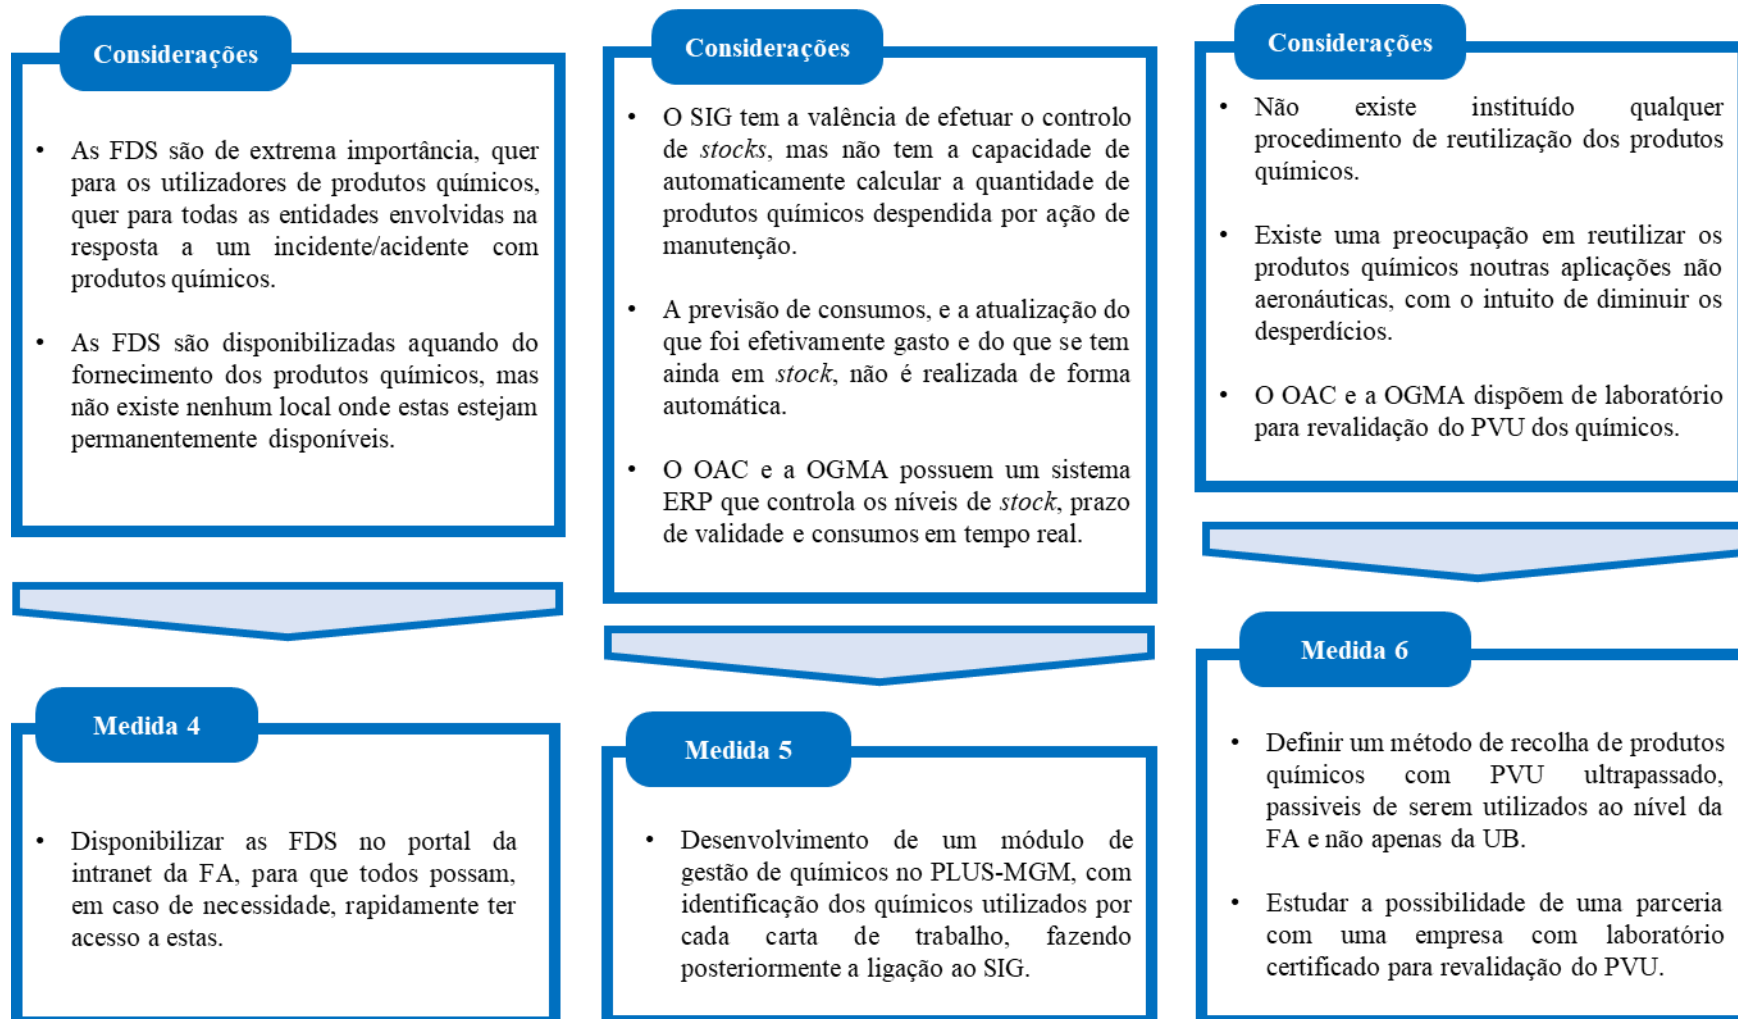 Considerações
As FDS são de extrema importância, quer
para os utilizadores de produtos químicos,
quer para todas as entidades envolvidas na
resposta a um incidente/acidente com
produtos químicos.
As FDS são disponibilizadas aquando do
fornecimento dos produtos químicos, mas
não existe nenhum local onde estas estejam
permanentemente disponíveis.
Medida 4
Disponibilizar as FDS no portal da
intranet da FA, para que todos possam,
em caso de necessidade, rapidamente ter
acesso a estas.
Considerações
O SIG tem a valência de efetuar o controlo
de stocks, mas não tem a capacidade de
automaticamente calcular a quantidade de
produtos químicos despendida por ação de
manutenção.
A previsão de consumos, e a atualização do
que foi efetivamente gasto e do que se tem
ainda em stock, não é realizada de forma
automática.
O OAC e a OGMA possuem um sistema
ERP que controla os níveis de stock, prazo
de validade e consumos em tempo real.
Medida 5
Desenvolvimento de um módulo de
gestão de químicos no PLUS-MGM, com
identificação dos químicos utilizados por
cada carta de trabalho, fazendo
posteriormente a ligação ao SIG.
Considerações
Não existe instituído qualquer
procedimento de reutilização dos produtos
químicos.
Existe uma preocupação em reutilizar os
produtos químicos noutras aplicações não
aeronáuticas, com o intuito de diminuir os
desperdícios.
O OAC e a OGMA dispõem de laboratório
para revalidação do PVU dos químicos.
Medida 6
Definir um método de recolha de produtos
químicos com PVU ultrapassado,
passiveis de serem utilizados ao nível da
FA e não apenas da UB.
Estudar a possibilidade de uma parceria
com uma empresa com laboratório
certificado para revalidação do PVU.